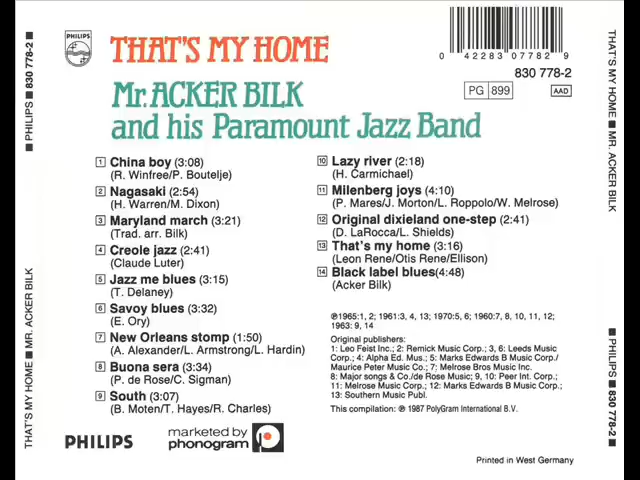 PHILIPS
THAT'S MY HOME
Mr. ACKER BILK
and his Paramount Jazz Band
0 42283 07782 9
830 778-2
PG 899
AAD
1 China boy (3:08)
(R. Winfree/P. Boutelje)
2 Nagasaki (2:54)
(H. Warren/M. Dixon)
3 Maryland march (3:21)
(Trad. arr. Bilk)
4 Creole jazz (2:41)
(Claude Luter)
5 Jazz me blues (3:15)
(T. Delaney)
6 Savoy blues (3:32)
(E. Ory)
7 New Orleans stomp (1:50)
(A. Alexander/L. Armstrong/L. Hardin)
8 Buona sera (3:34)
(P. de Rose/C. Sigman)
9 South (3:07)
(B. Moten/T. Hayes/R. Charles)
10 Lazy river (2:18)
(H. Carmichael)
11 Milenberg joys (4:10)
(P. Mares/J. Morton/L. Roppolo/W. Melrose)
12 Original dixieland one-step (2:41)
(D. LaRocca/L. Shields)
13 That's my home (3:16)
(Leon Rene/Otis Rene/Ellison)
14 Black label blues(4:48)
(Acker Bilk)
℗1965:1, 2; 1961:3, 4, 13; 1970:5, 6; 1960:7, 8, 10, 11, 12;
1963: 9, 14
Original publishers:
1: Leo Feist Inc.; 2: Remick Music Corp.; 3, 6: Leeds Music
Corp.; 4: Alpha Ed. Mus.; 5: Marks Edwards B Music Corp./
Maurice Peter Music Co.; 7: Melrose Bros Music Inc.
8: Major songs & Co./de Rose Music; 9, 10: Peer Int. Corp.;
11: Melrose Music Corp.; 12: Marks Edwards B Music Corp.;
13: Southern Music Publ.
This compilation: ℗ 1987 PolyGram International B.V.
PHILIPS
marketed by
phonogram
Printed in West Germany
THAT'S MY HOME ■ MR. ACKER BILK ■ PHILIPS ■ 830 778-2
THAT'S MY HOME ■ MR. ACKER BILK ■ PHILIPS ■ 830 778-2